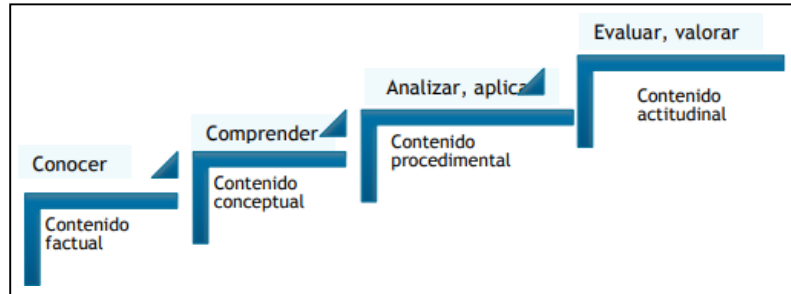 Evaluar, valorar
Contenido
actitudinal
Analizar, aplica
Contenido
procedimental
Comprender
Contenido
conceptual
Conocer
Contenido
factual